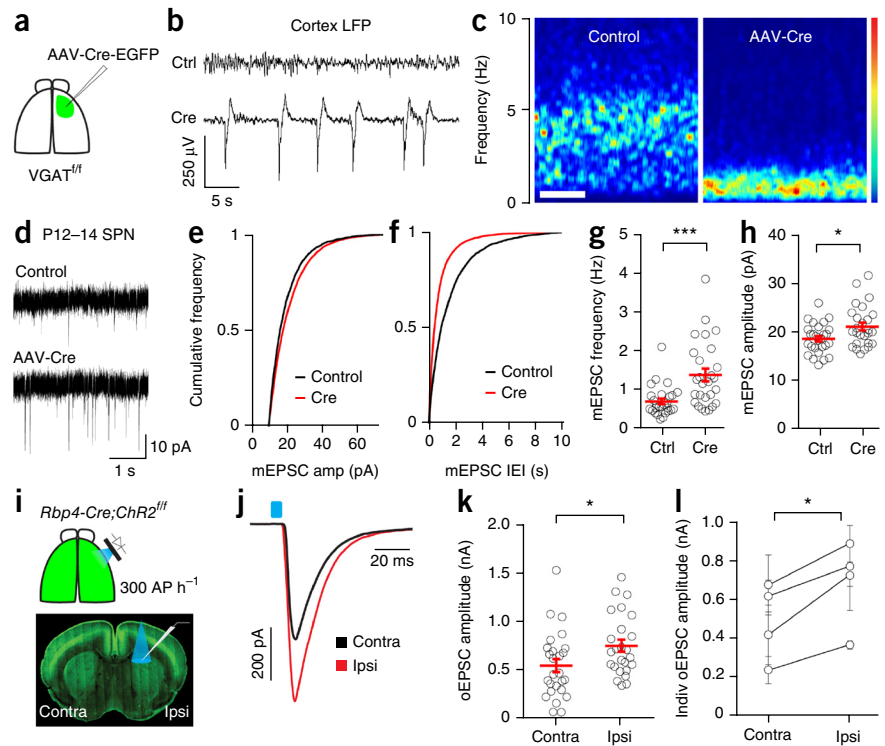 a
AAV-Cre-EGFP
VGAT^f/f
b
Cortex LFP
Ctrl
Cre
250 µV
5 s
c
Frequency (Hz)
10
5
0
Control
AAV-Cre
d
P12–14 SPN
Control
AAV-Cre
10 pA
1 s
e
Cumulative frequency
1
0.5
0
Control
Cre
0 20 40 60
mEPSC amp (pA)
f
1
0.5
0
Control
Cre
0 2 4 6 8 10
mEPSC IEI (s)
g
mEPSC frequency (Hz)
5
4
3
2
1
0
***
Ctrl Cre
h
mEPSC amplitude (pA)
40
30
20
10
0
*
Ctrl Cre
i
Rbp4-Cre;ChR2^f/f
300 AP h⁻¹
Contra Ipsi
j
20 ms
200 pA
Contra
Ipsi
k
oEPSC amplitude (nA)
2.0
1.5
1.0
0.5
0
*
Contra Ipsi
l
Indiv oEPSC amplitude (nA)
1.0
0.8
0.6
0.4
0.2
0
*
Contra Ipsi